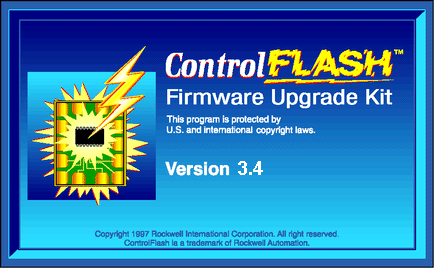 ControlFLASH™
Firmware Upgrade Kit
This program is protected by
U.S. and international copyright laws.
Version 3.4
Copyright 1997 Rockwell International Corporation. All right reserved.
ControlFlash is a trademark of Rockwell Automation.